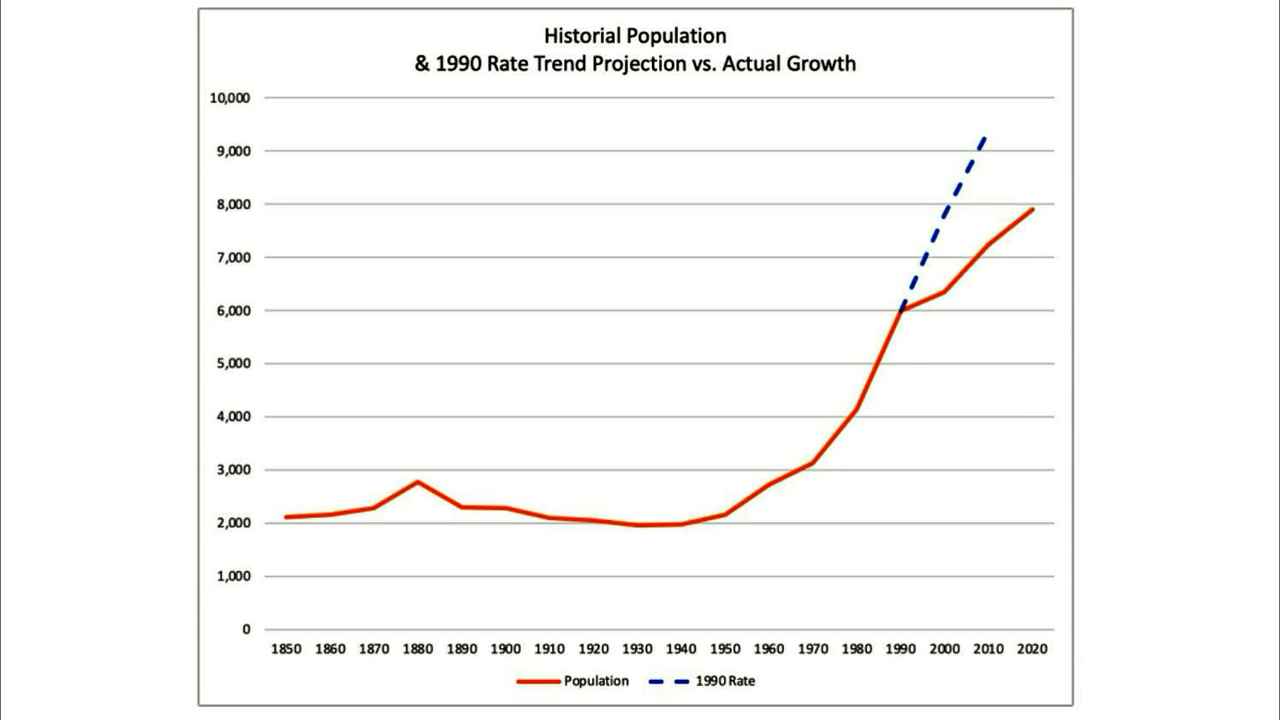 Historial Population
& 1990 Rate Trend Projection vs. Actual Growth
10,000
9,000
8,000
7,000
6,000
5,000
4,000
3,000
2,000
1,000
0
1850 1860 1870 1880 1890 1900 1910 1920 1930 1940 1950 1960 1970 1980 1990 2000 2010 2020
Population 1990 Rate